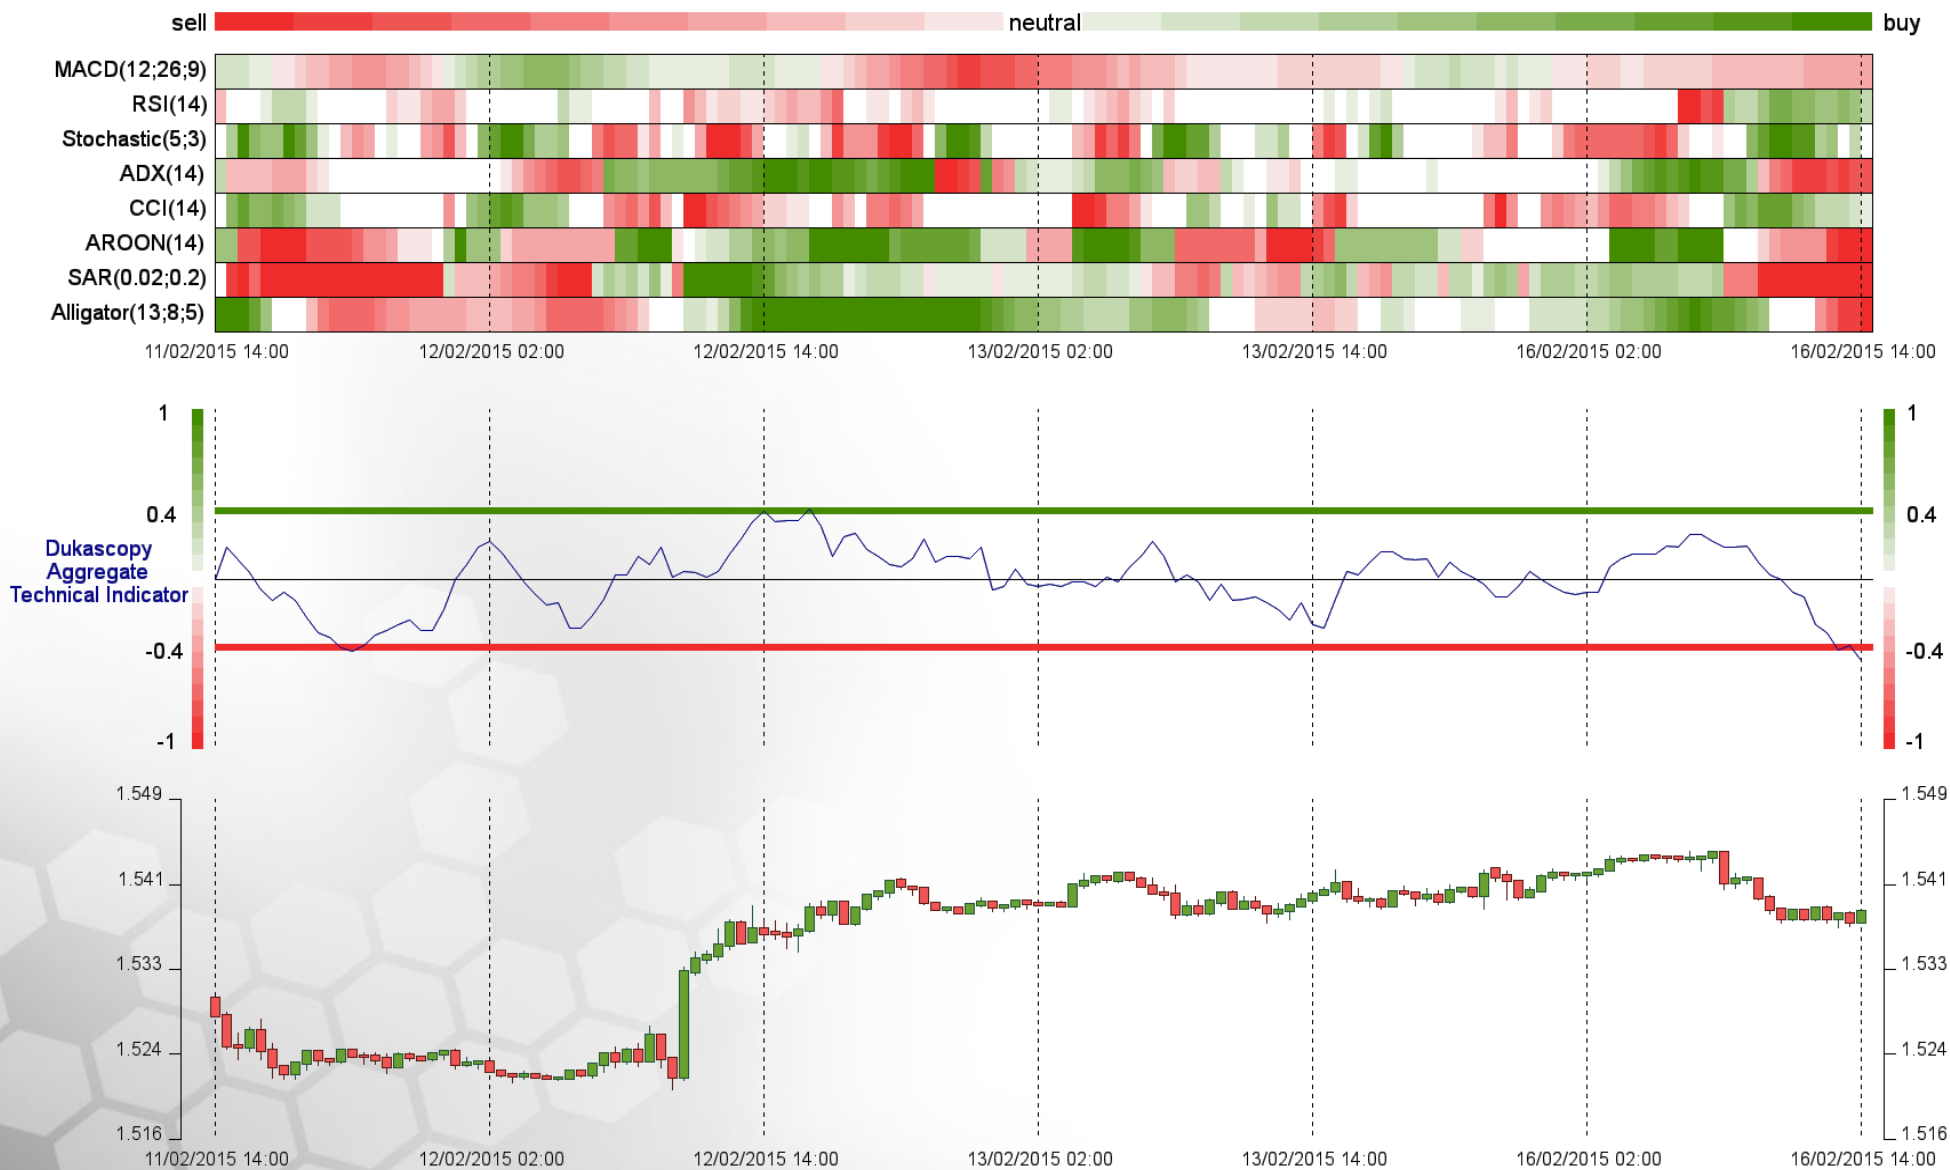 sell neutral buy
MACD(12;26;9)
RSI(14)
Stochastic(5;3)
ADX(14)
CCI(14)
AROON(14)
SAR(0.02;0.2)
Alligator(13;8;5)
11/02/2015 14:00 12/02/2015 02:00 12/02/2015 14:00 13/02/2015 02:00 13/02/2015 14:00 16/02/2015 02:00 16/02/2015 14:00
1 1
0.4 0.4
Dukascopy
Aggregate
Technical Indicator
-0.4 -0.4
-1 -1
1.549 1.549
1.541 1.541
1.533 1.533
1.524 1.524
1.516 1.516
11/02/2015 14:00 12/02/2015 02:00 12/02/2015 14:00 13/02/2015 02:00 13/02/2015 14:00 16/02/2015 02:00 16/02/2015 14:00